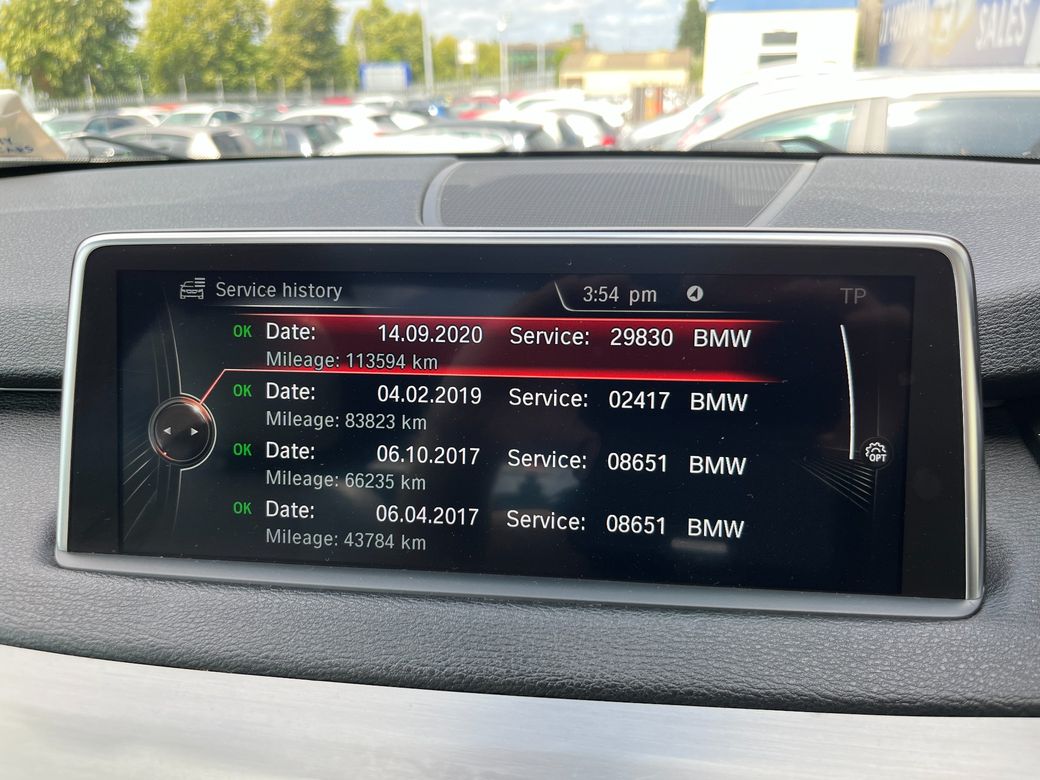 SALES
Service history 3:54 pm TP
OK Date: 14.09.2020 Service: 29830 BMW
Mileage: 113594 km
OK Date: 04.02.2019 Service: 02417 BMW
Mileage: 83823 km
OK Date: 06.10.2017 Service: 08651 BMW
Mileage: 66235 km
OPT
OK Date: 06.04.2017 Service: 08651 BMW
Mileage: 43784 km